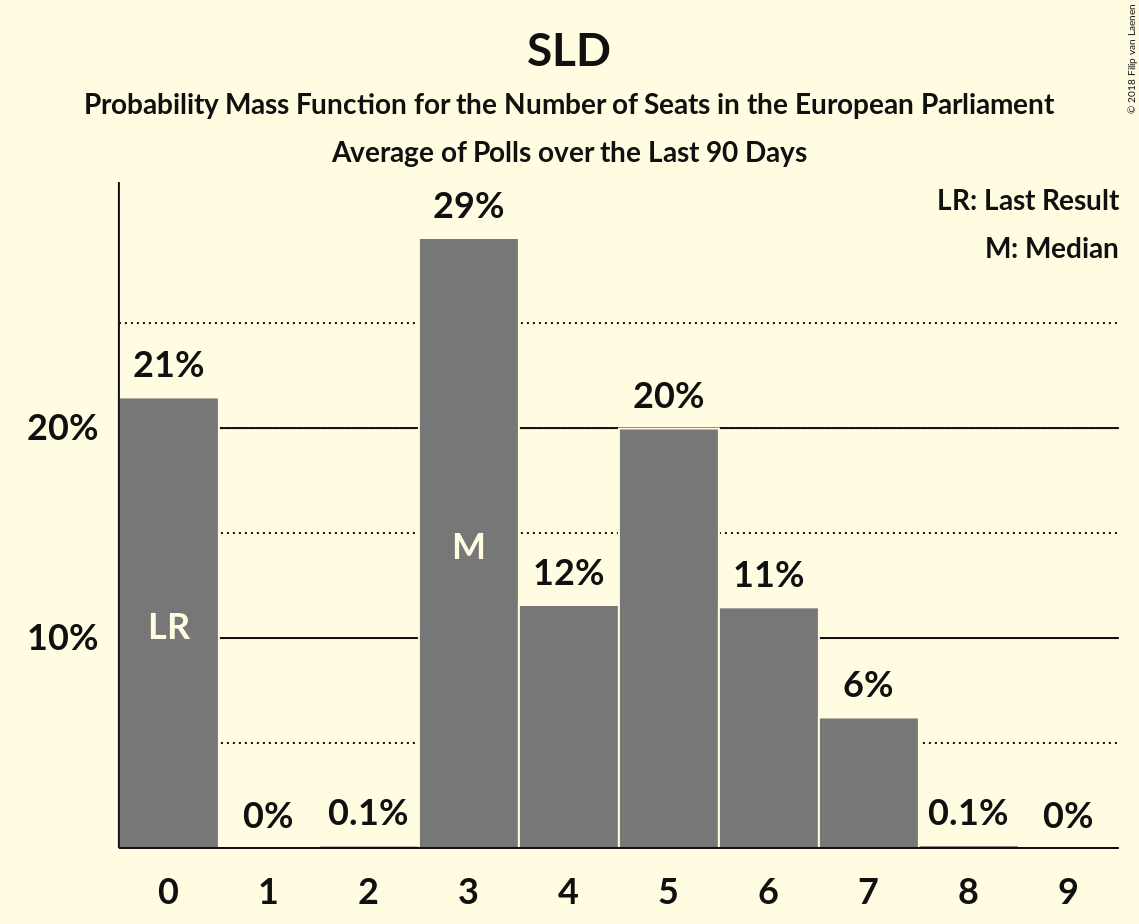 SLD
Probability Mass Function for the Number of Seats in the European Parliament
Average of Polls over the Last 90 Days
© 2018 Filip van Laenen
LR: Last Result
M: Median
29%
21%
20%
20%
M
12%
11%
LR
10%
6%
0%
0.1%
0.1%
0%
0 1 2 3 4 5 6 7 8 9